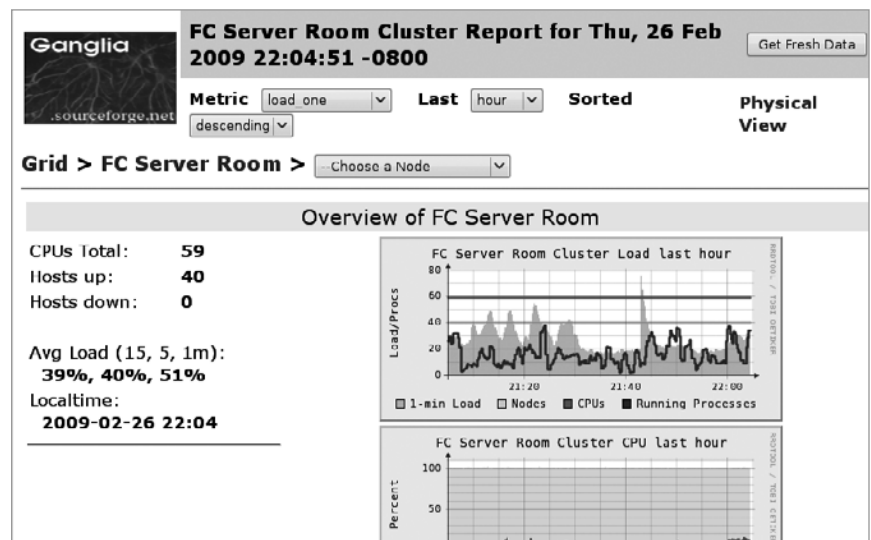 Ganglia
.sourceforge.net
FC Server Room Cluster Report for Thu, 26 Feb
2009 22:04:51 -0800
Get Fresh Data
Metric load_one Last hour Sorted
descending
Physical
View
Grid > FC Server Room > --Choose a Node
Overview of FC Server Room
CPUs Total: 59
Hosts up: 40
Hosts down: 0
Avg Load (15, 5, 1m):
39%, 40%, 51%
Localtime:
2009-02-26 22:04
FC Server Room Cluster Load last hour
Load/Procs
80
60
40
20
0
21:20 21:40 22:00
1-min Load Nodes CPUs Running Processes
RRDTOOL / TOBI OETIKER
FC Server Room Cluster CPU last hour
Percent
100
50
RRDTOOL / TOBI OETIKER